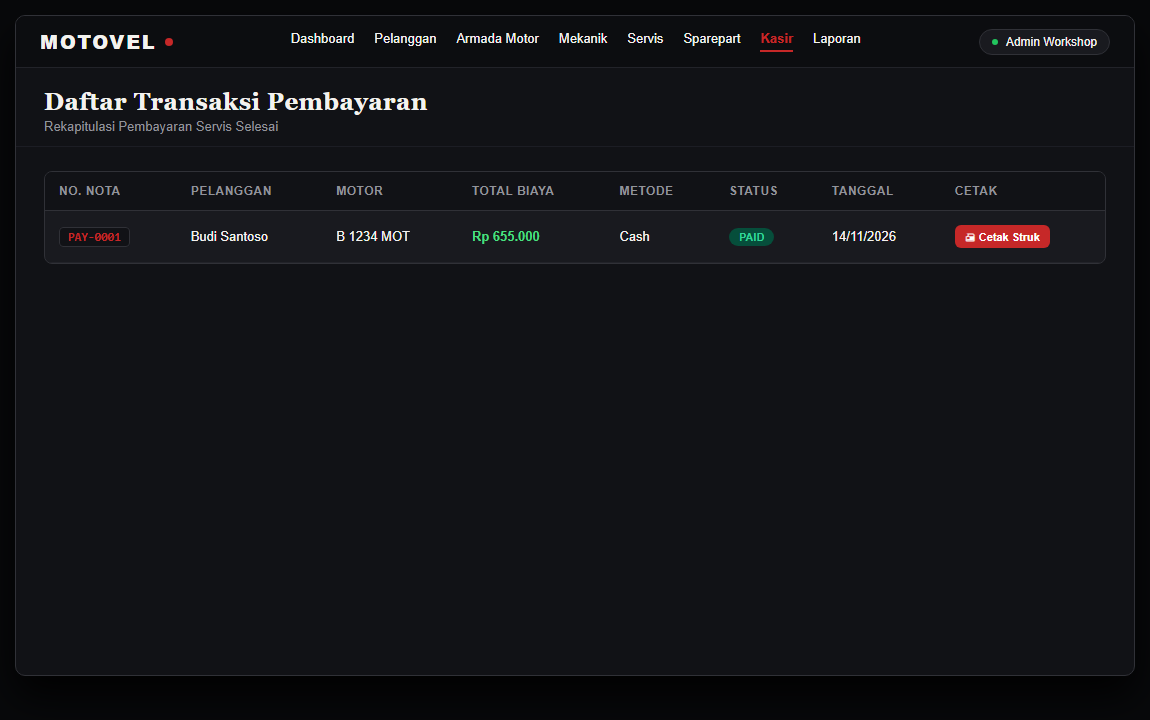 MOTOVEL
Dashboard Pelanggan Armada Motor Mekanik Servis Sparepart Kasir Laporan
Admin Workshop
Daftar Transaksi Pembayaran
Rekapitulasi Pembayaran Servis Selesai
NO. NOTA PELANGGAN MOTOR TOTAL BIAYA METODE STATUS TANGGAL CETAK
PAY-0001 Budi Santoso B 1234 MOT Rp 655.000 Cash PAID 14/11/2026 Cetak Struk